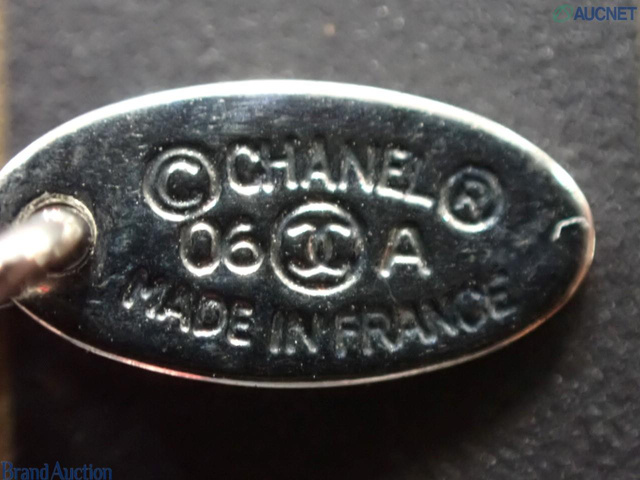 AUCNET
© CHANEL ®
06 A
MADE IN FRANCE
Brand Auction